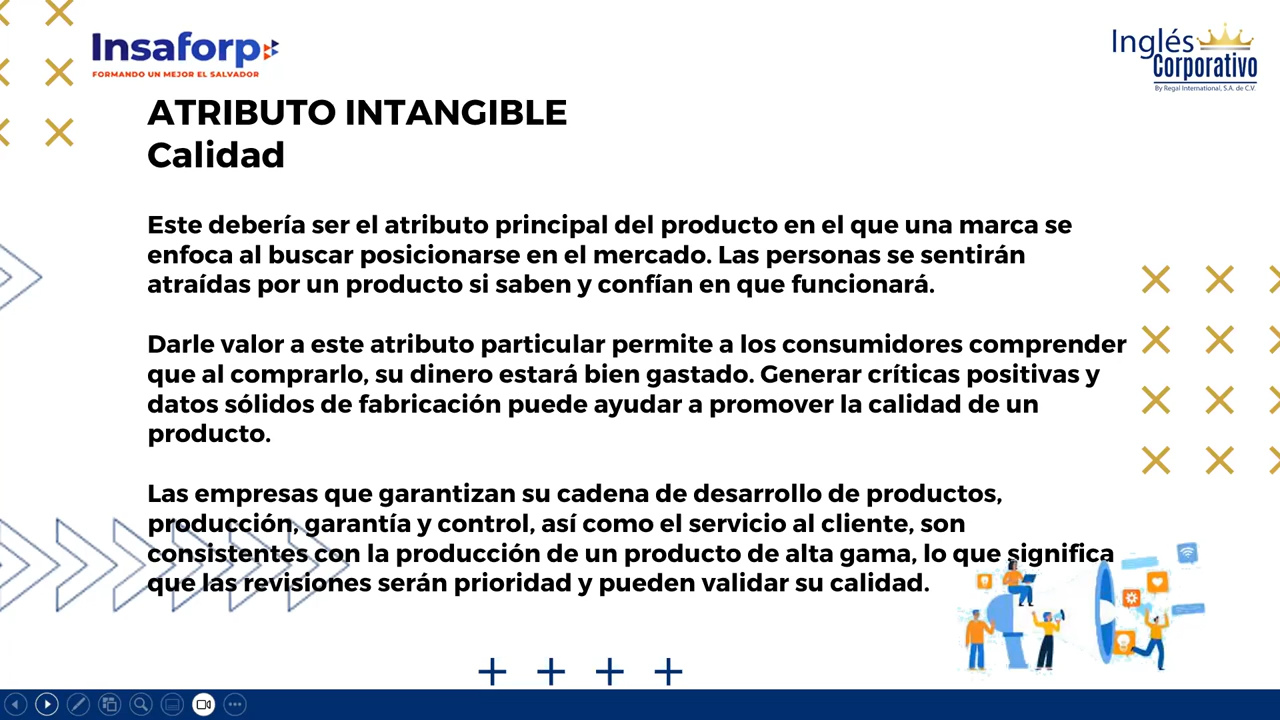 Insaforp
FORMANDO UN MEJOR EL SALVADOR
Inglés
Corporativo
By Regal International, S.A. de C.V.
ATRIBUTO INTANGIBLE
Calidad
Este debería ser el atributo principal del producto en el que una marca se
enfoca al buscar posicionarse en el mercado. Las personas se sentirán
atraídas por un producto si saben y confían en que funcionará.
Darle valor a este atributo particular permite a los consumidores comprender
que al comprarlo, su dinero estará bien gastado. Generar críticas positivas y
datos sólidos de fabricación puede ayudar a promover la calidad de un
producto.
Las empresas que garantizan su cadena de desarrollo de productos,
producción, garantía y control, así como el servicio al cliente, son
consistentes con la producción de un producto de alta gama, lo que significa
que las revisiones serán prioridad y pueden validar su calidad.